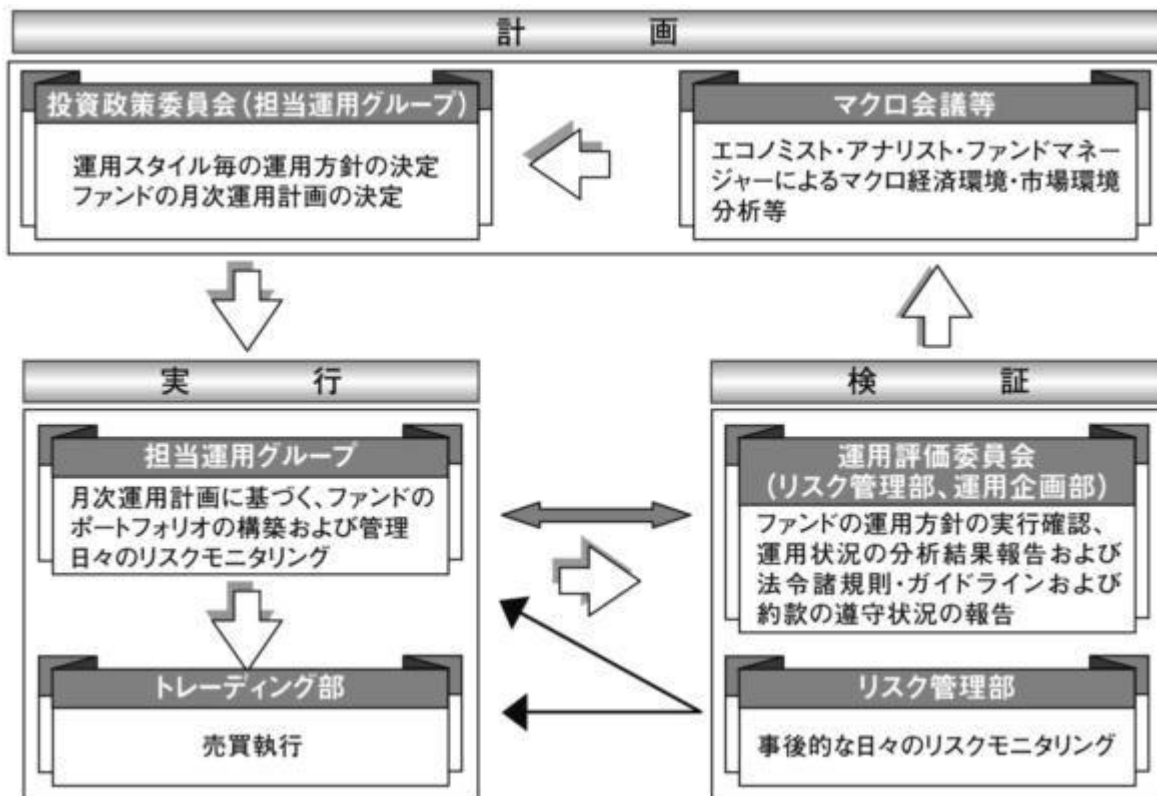 計画
投資政策委員会(担当運用グループ)
運用スタイル毎の運用方針の決定
ファンドの月次運用計画の決定
マクロ会議等
エコノミスト・アナリスト・ファンドマネー
ジャーによるマクロ経済環境・市場環境
分析等
実行
担当運用グループ
月次運用計画に基づく、ファンドの
ポートフォリオの構築および管理
日々のリスクモニタリング
トレーディング部
売買執行
検証
運用評価委員会
(リスク管理部、運用企画部)
ファンドの運用方針の実行確認、
運用状況の分析結果報告および
法令諸規則・ガイドラインおよび
約款の遵守状況の報告
リスク管理部
事後的な日々のリスクモニタリング